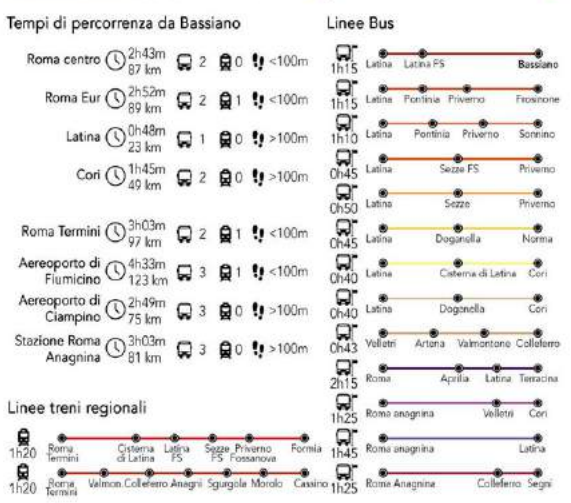 Tempi di percorrenza da Bassiano
Roma centro 2h43m 87 km 2 0 <100m
Roma Eur 2h52m 89 km 2 1 <100m
Latina 0h48m 23 km 1 0 >100m
Cori 1h45m 49 km 2 0 >100m
Roma Termini 3h03m 97 km 2 1 <100m
Aereoporto di Fiumicino 4h33m 123 km 3 1 <100m
Aereoporto di Ciampino 2h49m 75 km 3 0 >100m
Stazione Roma Anagnina 3h03m 81 km 3 0 >100m
Linee treni regionali
1h20 Roma Termini Cisterna di Latina Latina FS Sezze FS Priverno Fossanova Formia
1h20 Roma Termini Valmon. Colleferro Anagni Sgurgola Morolo Cassino
Linee Bus
1h15 Latina Latina FS Bassiano
1h15 Latina Pontinia Priverno Frosinone
1h10 Latina Pontinia Priverno Sonnino
0h45 Latina Sezze FS Priverno
0h50 Latina Sezze Priverno
0h45 Latina Doganella Norma
0h40 Latina Cisterna di Latina Cori
0h40 Latina Doganella Cori
0h43 Velletri Artena Valmontone Colleferro
2h15 Roma Aprilia Latina Terracina
1h25 Roma anagnina Velletri Cori
1h45 Roma anagnina Latina
1h25 Roma Anagnina Colleferro Segni